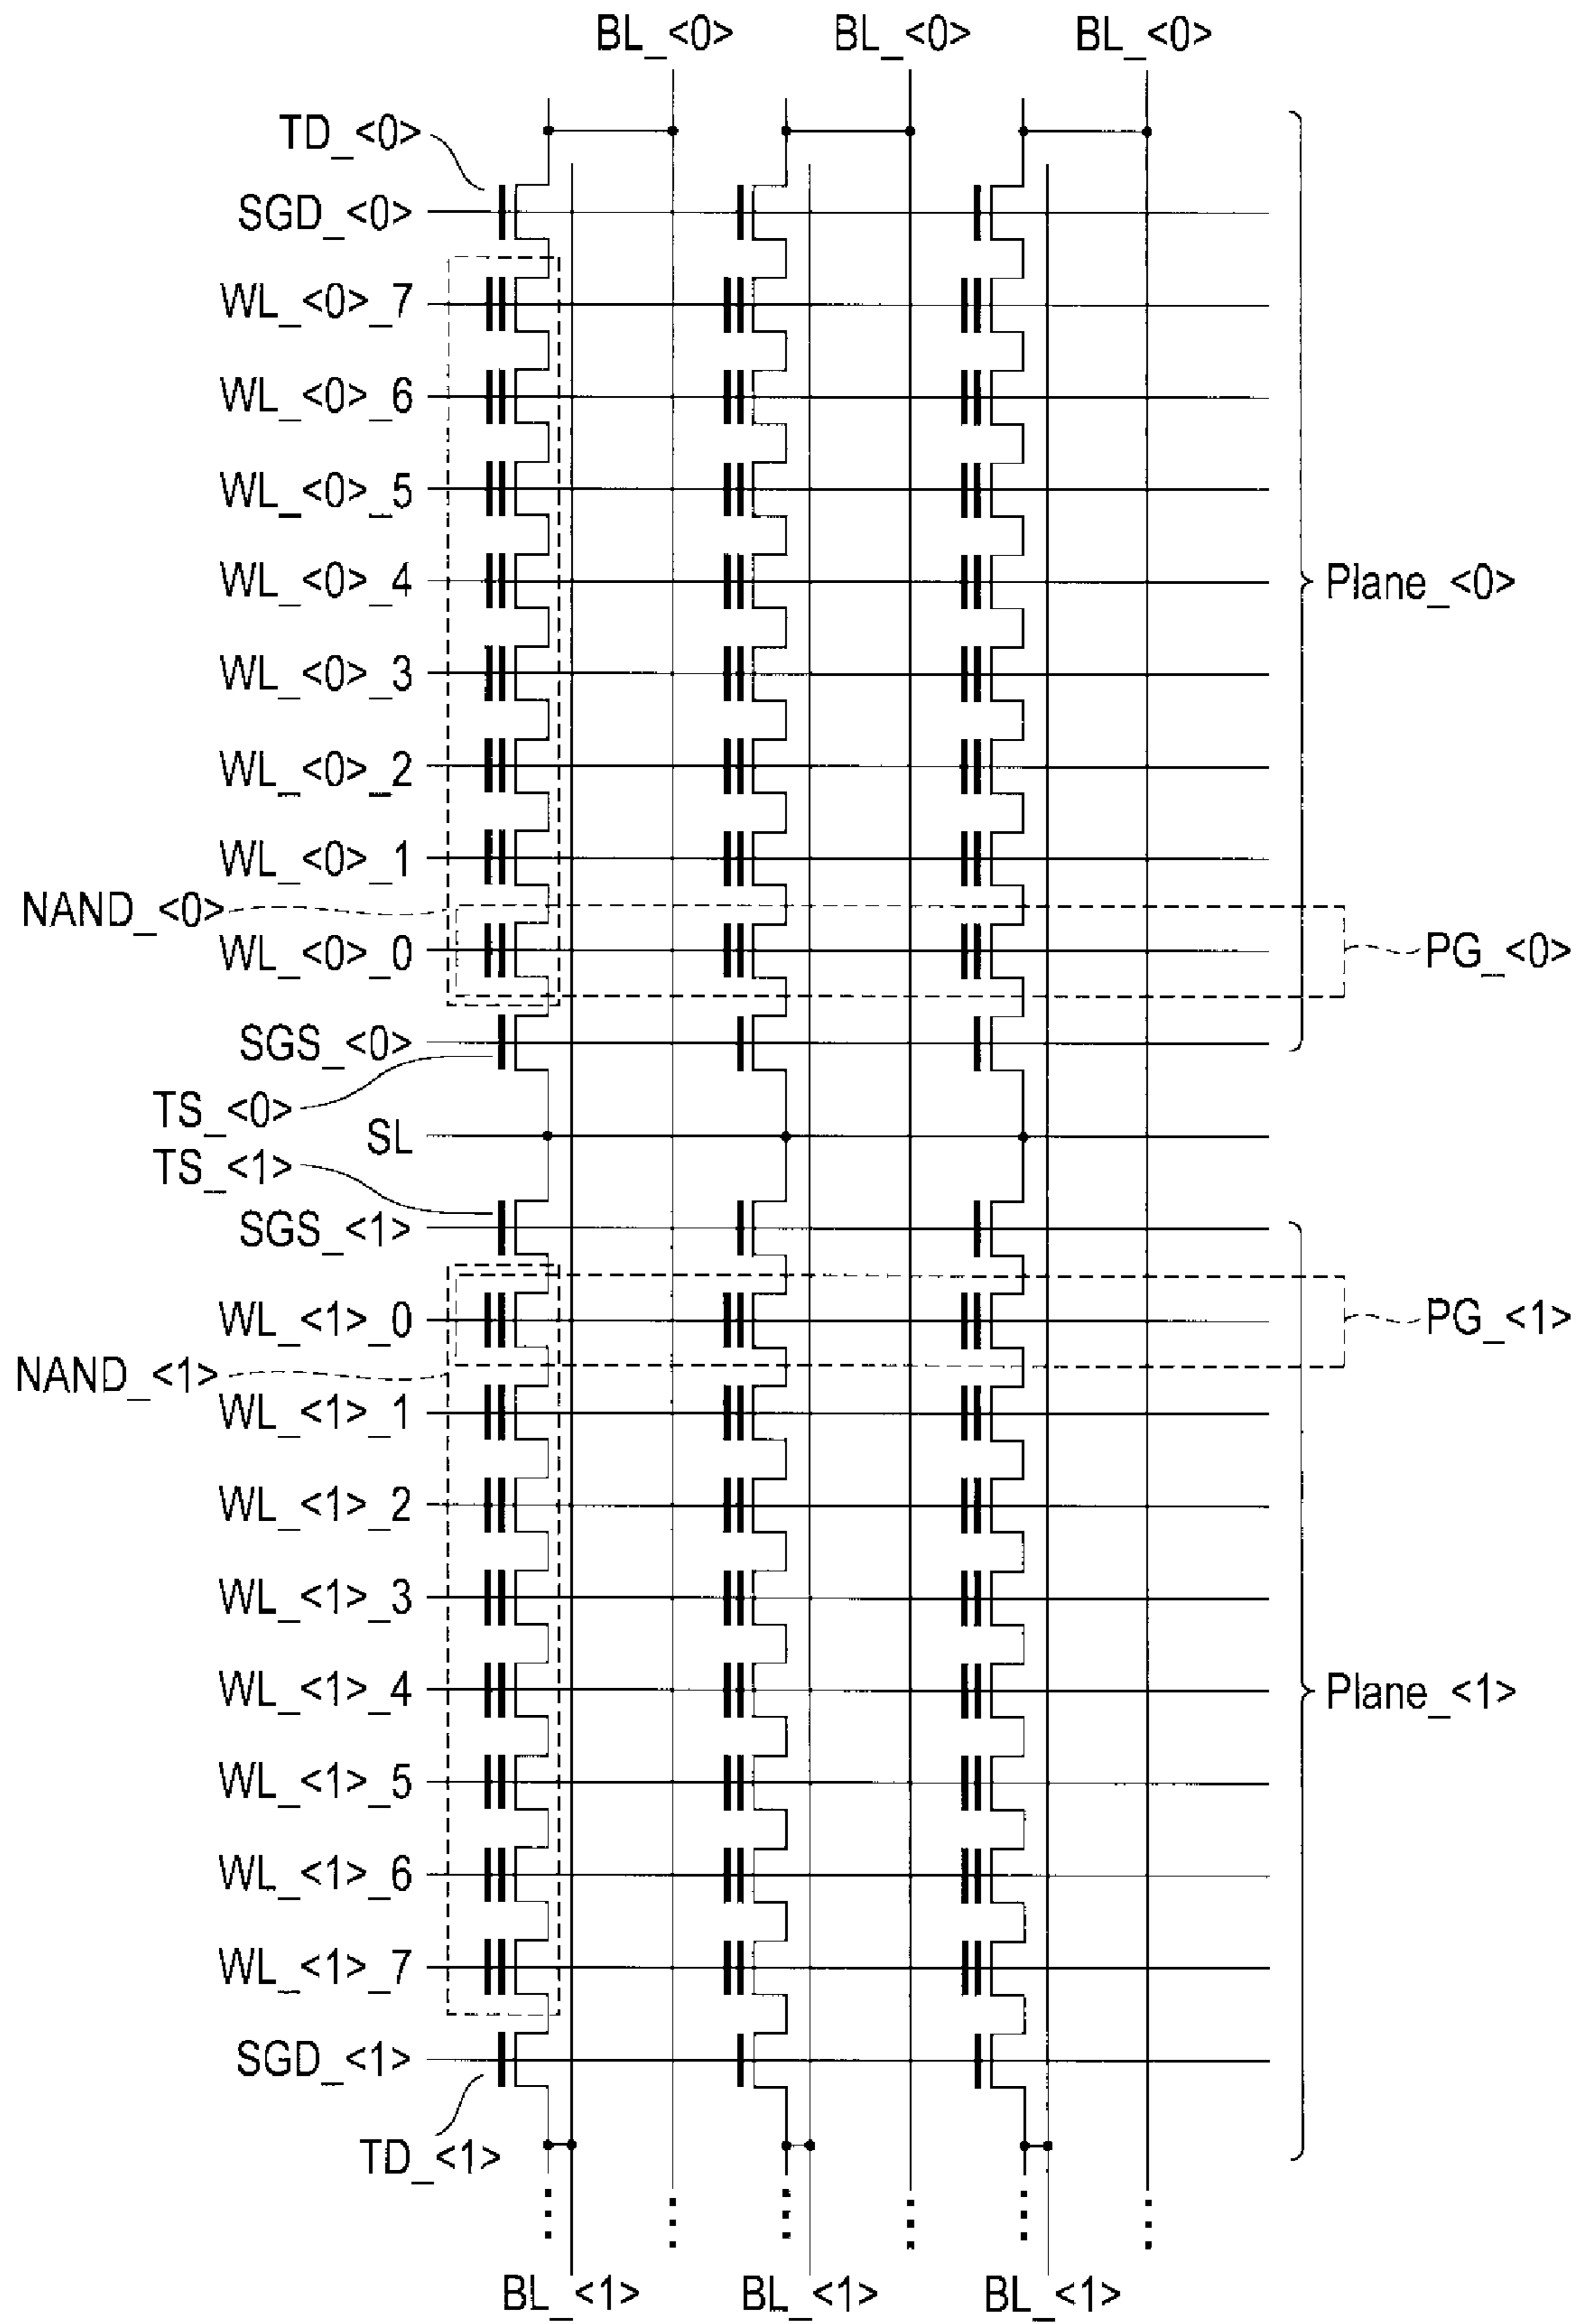 BL_<0> BL_<0> BL_<0>
TD_<0>
SGD_<0>
WL_<0>_7
WL_<0>_6
WL_<0>_5
WL_<0>_4 Plane_<0>
WL_<0>_3
WL_<0>_2
WL_<0>_1
NAND_<0>
WL_<0>_0 PG_<0>
SGS_<0>
TS_<0>
SL
TS_<1>
SGS_<1>
WL_<1>_0 PG_<1>
NAND_<1>
WL_<1>_1
WL_<1>_2
WL_<1>_3
WL_<1>_4 Plane_<1>
WL_<1>_5
WL_<1>_6
WL_<1>_7
SGD_<1>
TD_<1>
BL_<1> BL_<1> BL_<1>